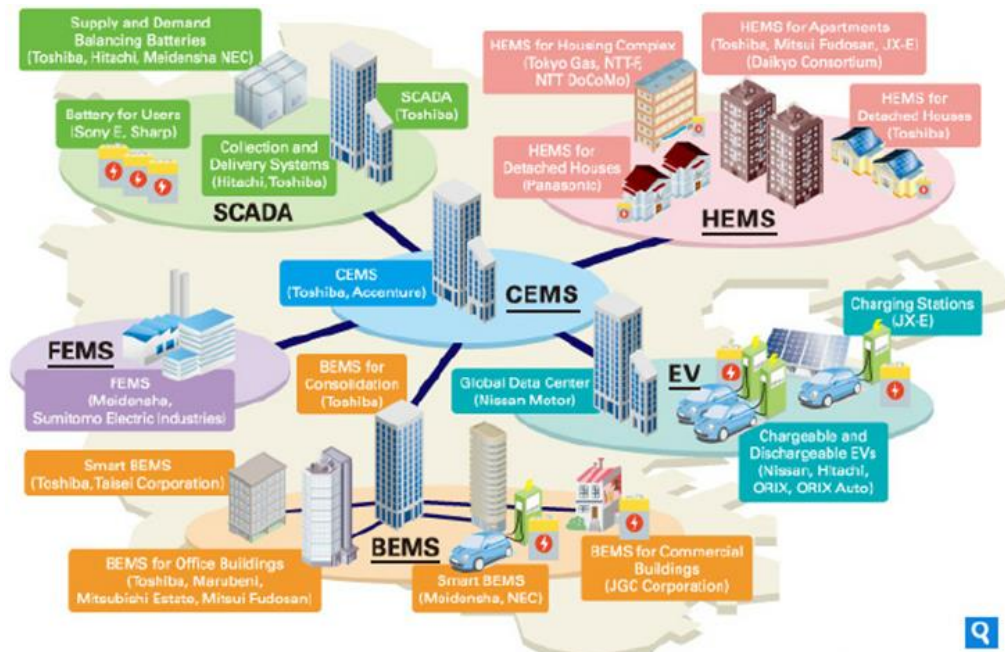 Supply and Demand
Balancing Batteries
(Toshiba, Hitachi, Meidensha NEC)
Battery for Users
(Sony E, Sharp)
Collection and
Delivery Systems
(Hitachi, Toshiba)
SCADA
(Toshiba)
SCADA
HEMS for Housing Complex
(Tokyo Gas, NTT-F,
NTT DoCoMo)
HEMS for Apartments
(Toshiba, Mitsui Fudosan, JX-E)
(Daikyo Consortium)
HEMS for
Detached Houses
(Toshiba)
HEMS for
Detached Houses
(Panasonic)
HEMS
CEMS
(Toshiba, Accenture)
CEMS
FEMS
FEMS
(Meidensha,
Sumitomo Electric Industries)
BEMS for
Consolidation
(Toshiba)
Global Data Center
(Nissan Motor)
EV
Charging Stations
(JX-E)
Chargeable and
Dischargeable EVs
(Nissan, Hitachi,
ORIX, ORIX Auto)
Smart BEMS
(Toshiba, Taisei Corporation)
BEMS
BEMS for Office Buildings
(Toshiba, Marubeni,
Mitsubishi Estate, Mitsui Fudosan)
Smart BEMS
(Meidensha, NEC)
BEMS for Commercial
Buildings
(JGC Corporation)